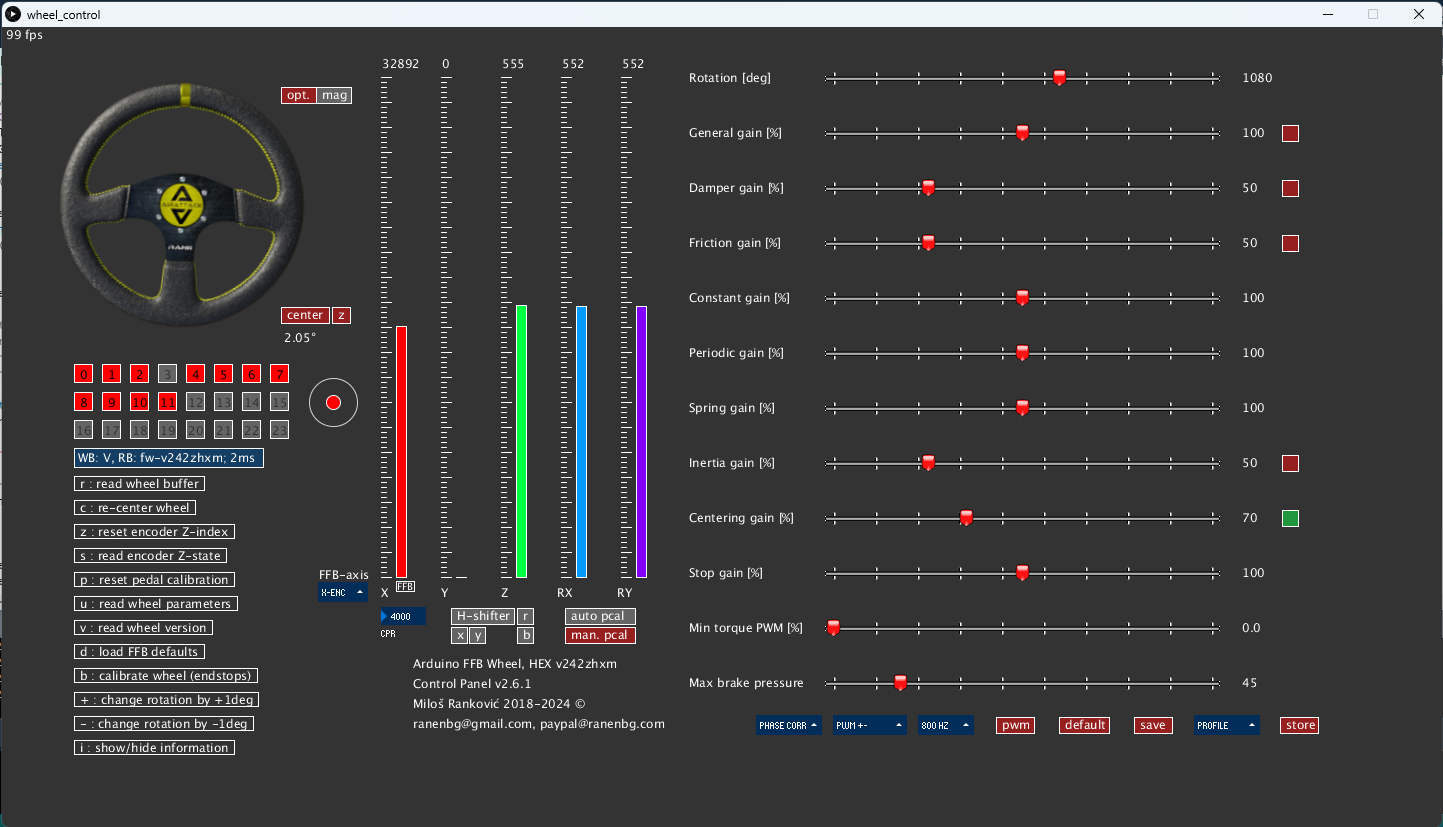 wheel_control
99 fps
32892 0 555 552 552
opt. mag
center z
2.05°
0 1 2 3 4 5 6 7
8 9 10 11 12 13 14 15
16 17 18 19 20 21 22 23
WB: V, RB: fw-v242zhxm; 2ms
r : read wheel buffer
c : re-center wheel
z : reset encoder Z-index
s : read encoder Z-state
p : reset pedal calibration
u : read wheel parameters
v : read wheel version
d : load FFB defaults
b : calibrate wheel (endstops)
+ : change rotation by +1deg
- : change rotation by -1deg
i : show/hide information
FFB-axis
X-ENC
X FFB Y Z RX RY
4000
CPR
H-shifter r
x y b
auto pcal
man. pcal
Arduino FFB Wheel, HEX v242zhxm
Control Panel v2.6.1
Miloš Ranković 2018-2024 ©
ranenbg@gmail.com, paypal@ranenbg.com
Rotation [deg] 1080
General gain [%] 100
Damper gain [%] 50
Friction gain [%] 50
Constant gain [%] 100
Periodic gain [%] 100
Spring gain [%] 100
Inertia gain [%] 50
Centering gain [%] 70
Stop gain [%] 100
Min torque PWM [%] 0.0
Max brake pressure 45
PHASE CORR PWM +- 800 HZ pwm default save PROFILE store